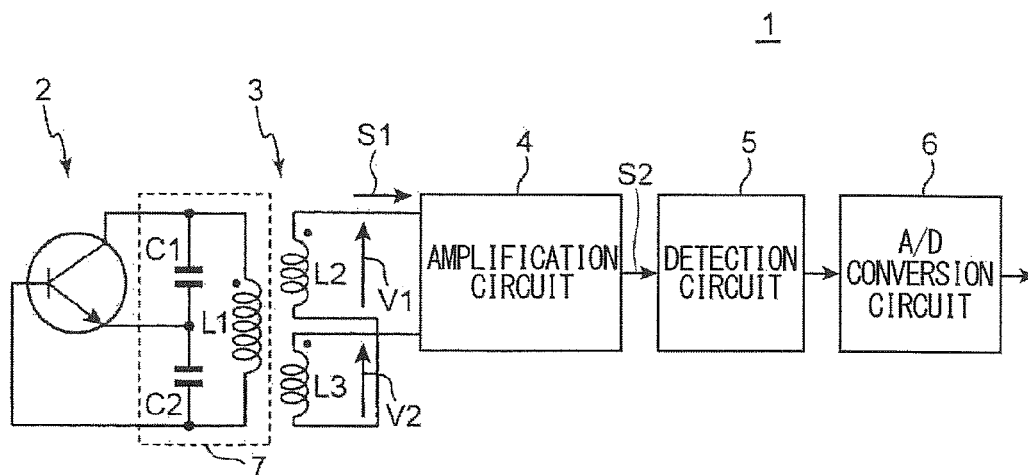 1
2
3
S1
4
S2
5
6
C1
L1
L2
V1
AMPLIFICATION
CIRCUIT
DETECTION
CIRCUIT
A/D
CONVERSION
CIRCUIT
C2
L3
V2
7